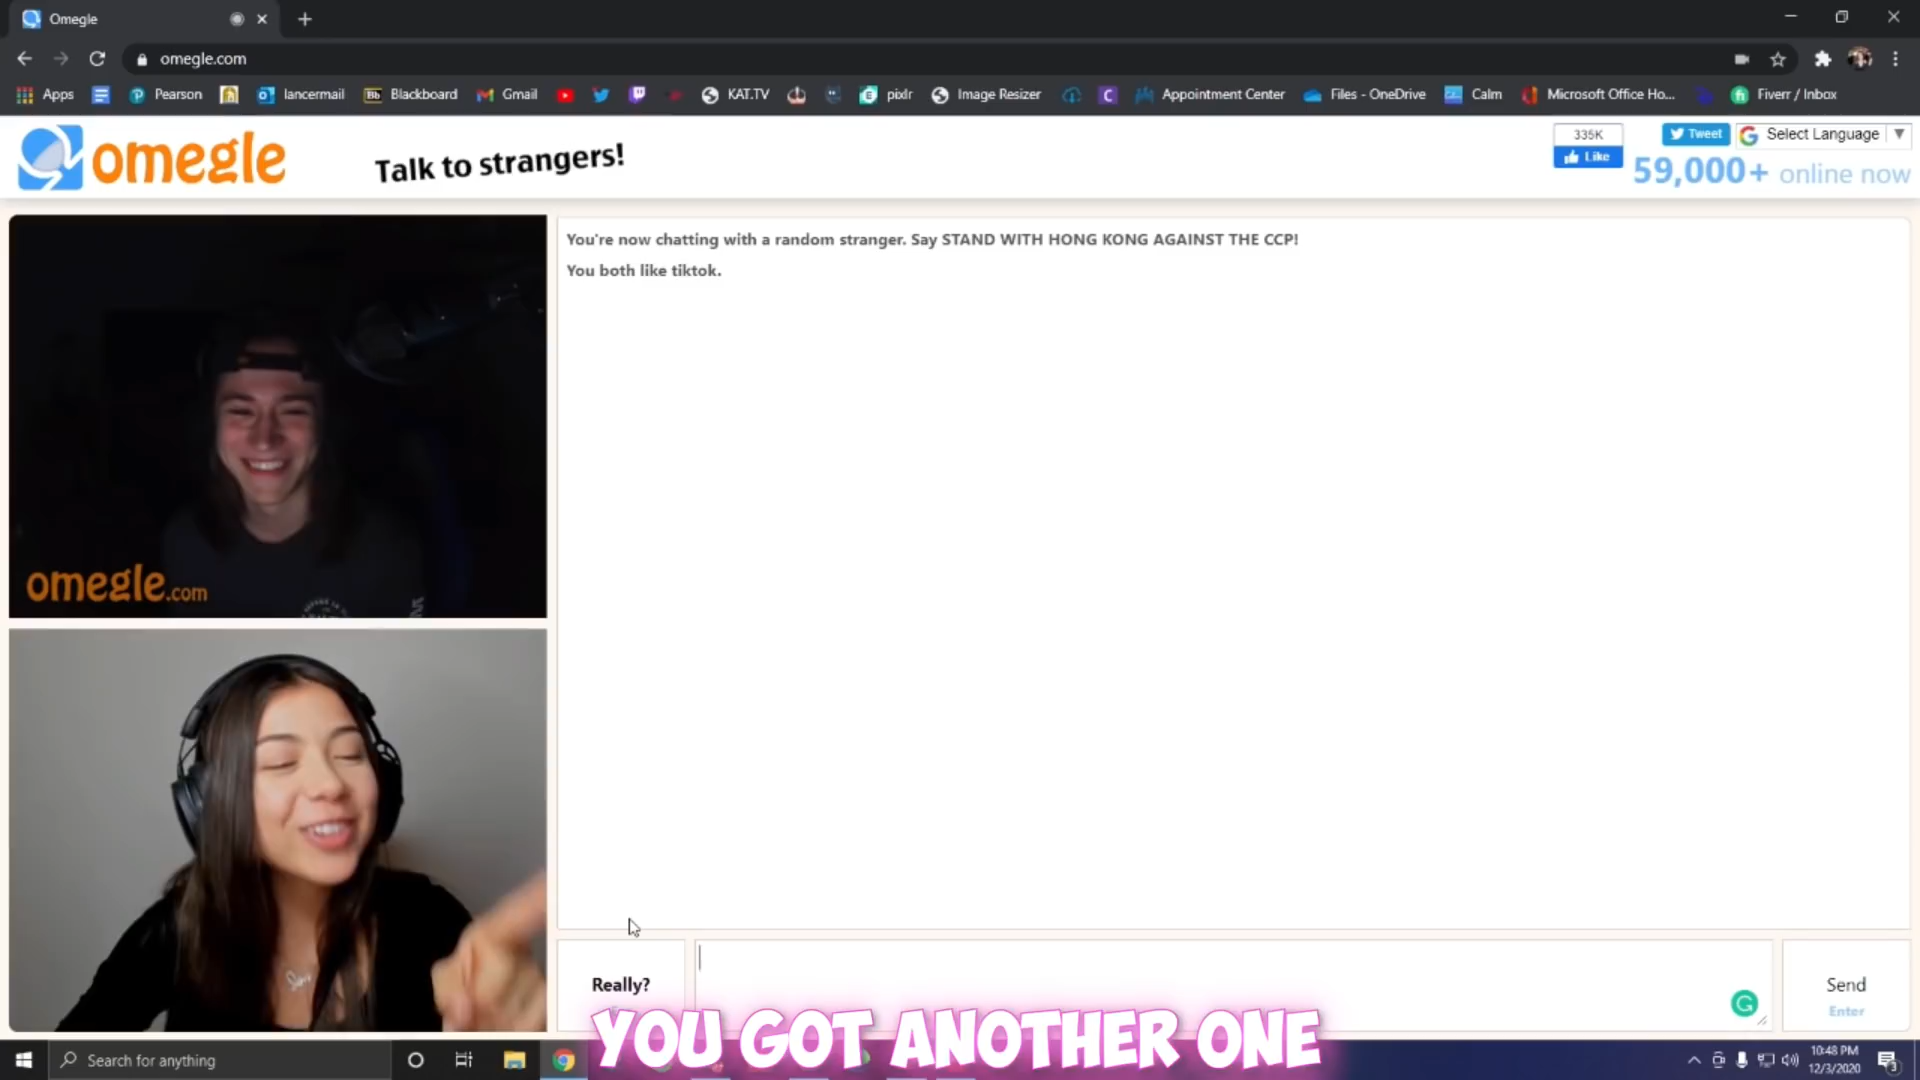 Omegle
omegle.com
Apps
Pearson
lancermail
Bb
Blackboard
Gmail
KAT.TV
pixlr
Image Resizer
Appointment Center
Files - OneDrive
Calm
Microsoft Office Ho...
Fiverr / Inbox
omegle
Talk to strangers!
335K
Like
Tweet
Select Language
59,000+ online now
You're now chatting with a random stranger. Say STAND WITH HONG KONG AGAINST THE CCP!
You both like tiktok.
omegle.com
Really?
Send
Enter
YOU GOT ANOTHER ONE
Search for anything
10:48 PM
12/3/2020
3